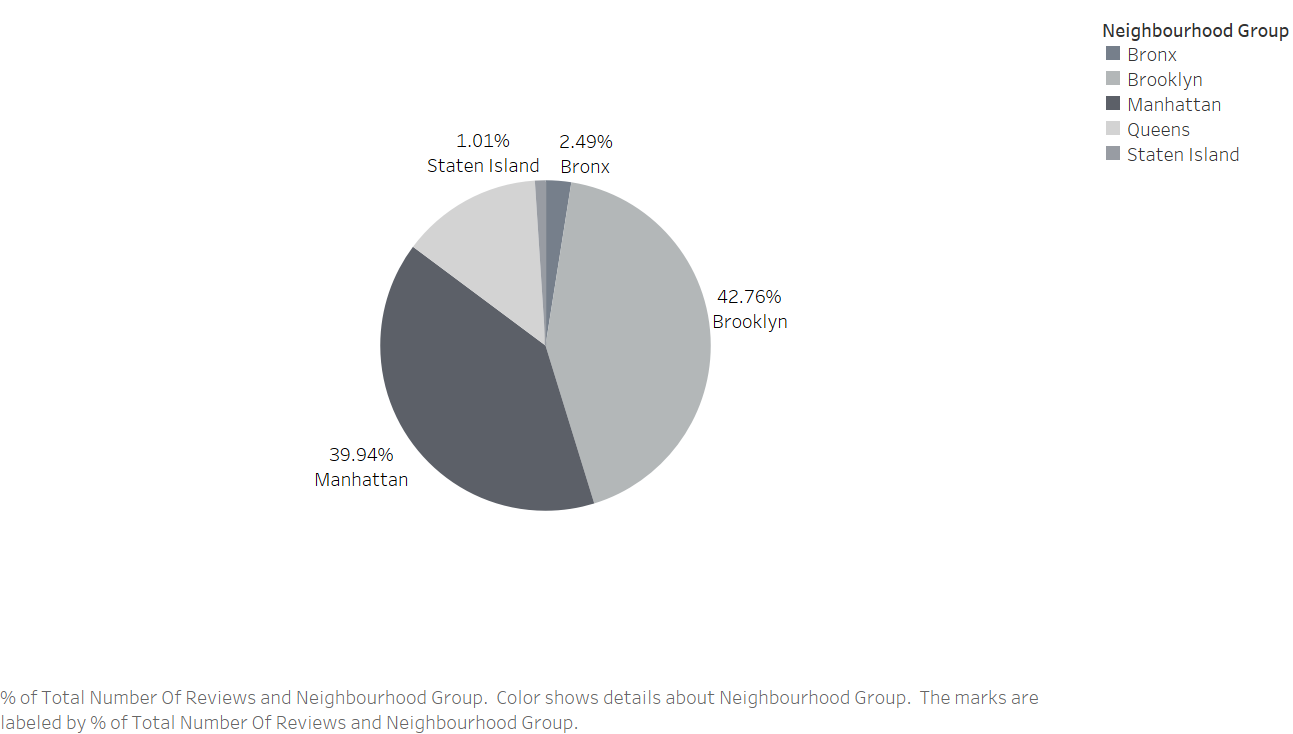 Neighbourhood Group
Bronx
Brooklyn
Manhattan
Queens
Staten Island
1.01%
Staten Island
2.49%
Bronx
42.76%
Brooklyn
39.94%
Manhattan
% of Total Number Of Reviews and Neighbourhood Group.  Color shows details about Neighbourhood Group.  The marks are
labeled by % of Total Number Of Reviews and Neighbourhood Group.